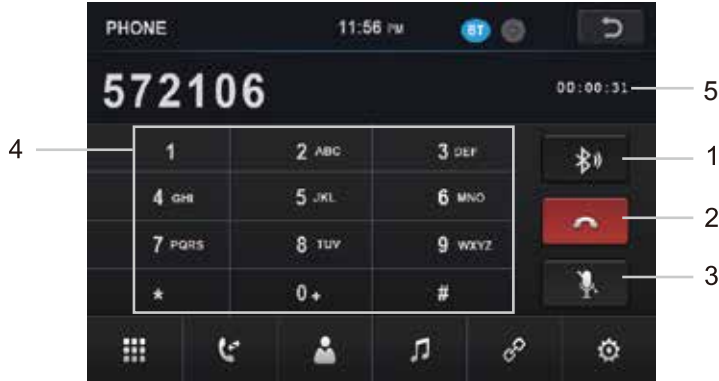 PHONE 11:56 PM BT
572106 00:00:31 5
4 1 2 ABC 3 DEF 1
4 GHI 5 JKL 6 MNO 2
7 PQRS 8 TUV 9 WXYZ
* 0 + # 3